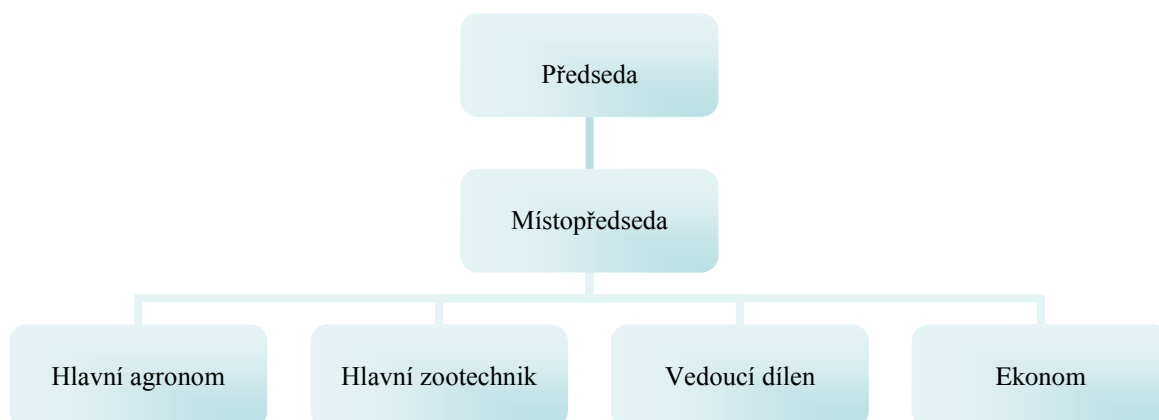 Předseda
Místopředseda
Hlavní agronom
Hlavní zootechnik
Vedoucí dílen
Ekonom